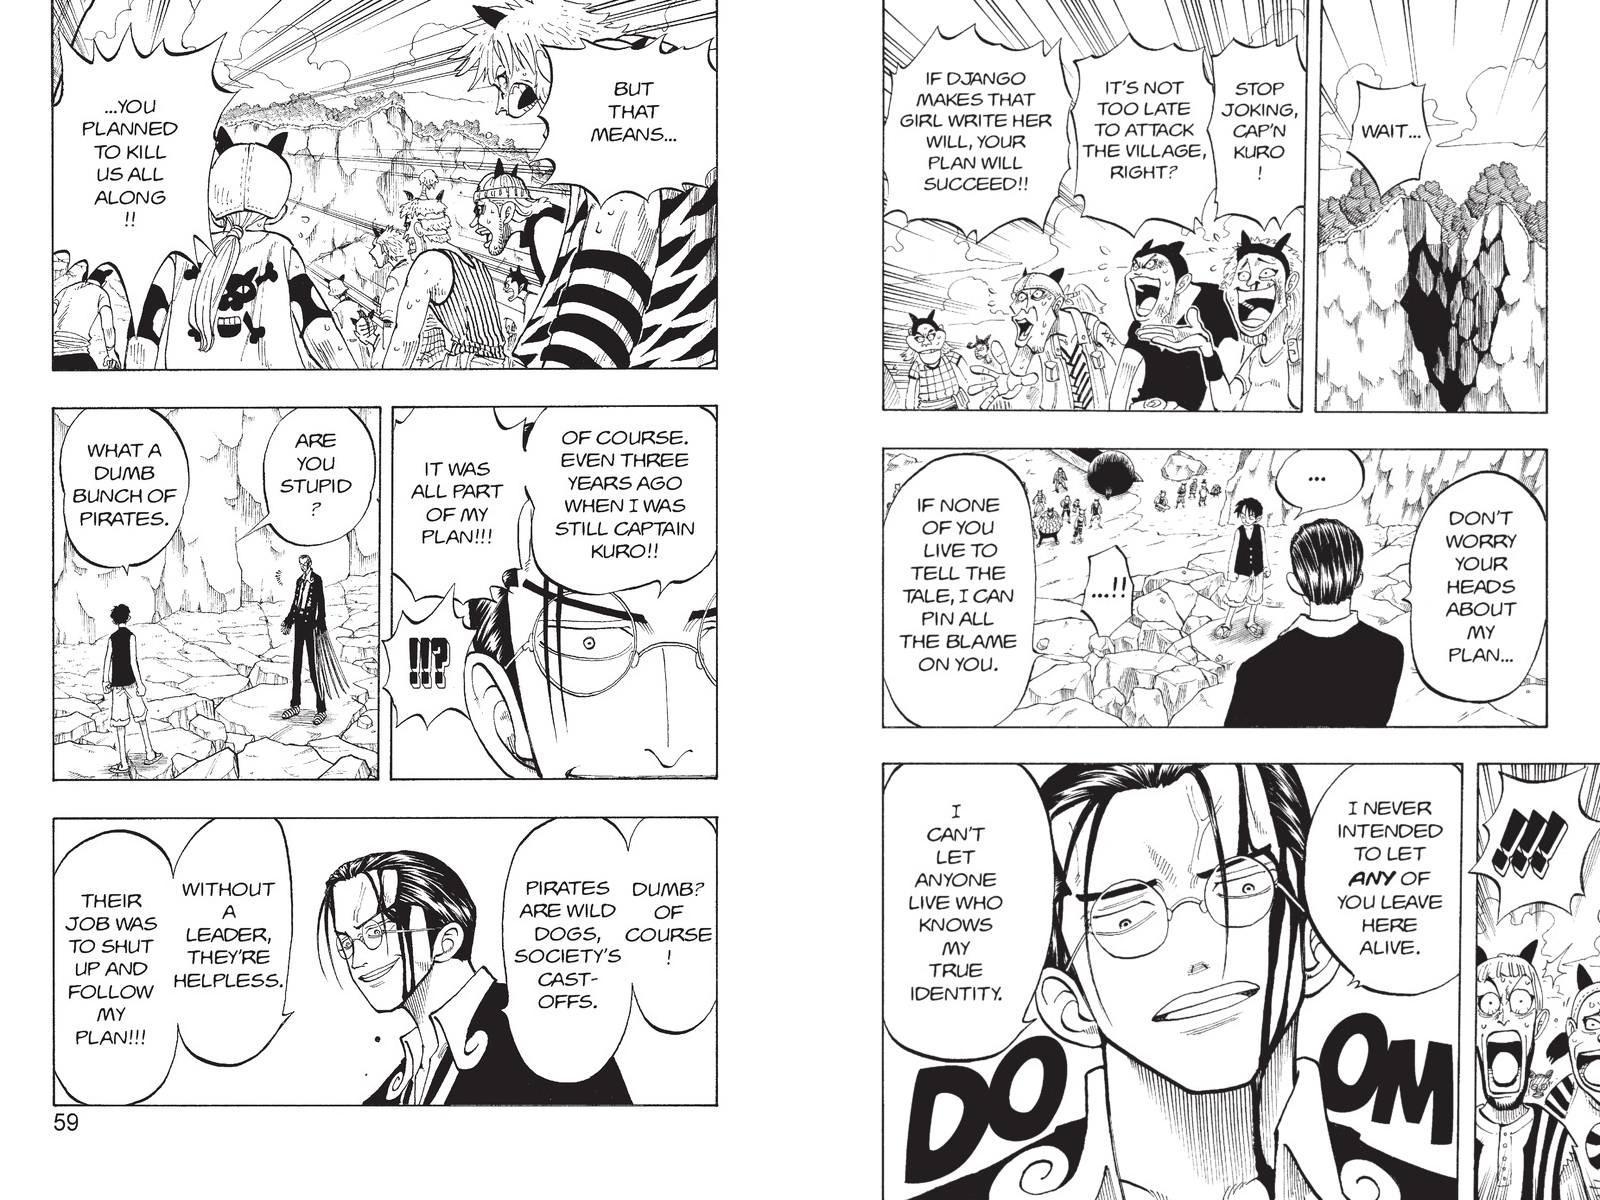 WAIT...
STOP
JOKING,
CAP'N
KURO
!
IT'S NOT
TOO LATE
TO ATTACK
THE VILLAGE,
RIGHT?
IF DJANGO
MAKES THAT
GIRL WRITE HER
WILL, YOUR
PLAN WILL
SUCCEED!!
DON'T
WORRY
YOUR
HEADS
ABOUT
MY
PLAN...
...
...!!
IF NONE
OF YOU
LIVE TO
TELL THE
TALE, I CAN
PIN ALL
THE BLAME
ON YOU.
!!!
I NEVER
INTENDED
TO LET
ANY OF
YOU LEAVE
HERE
ALIVE.
I
CAN'T
LET
ANYONE
LIVE WHO
KNOWS
MY
TRUE
IDENTITY.
DOOM
BUT
THAT
MEANS...
...YOU
PLANNED
TO KILL
US ALL
ALONG
!!
OF COURSE.
EVEN THREE
YEARS AGO
WHEN I WAS
STILL CAPTAIN
KURO!!
IT WAS
ALL PART
OF MY
PLAN!!!
!!?
ARE
YOU
STUPID
?
WHAT A
DUMB
BUNCH OF
PIRATES.
DUMB?
OF
COURSE
!
PIRATES
ARE WILD
DOGS,
SOCIETY'S
CAST-
OFFS.
WITHOUT
A
LEADER,
THEY'RE
HELPLESS.
THEIR
JOB WAS
TO SHUT
UP AND
FOLLOW
MY
PLAN!!!
59